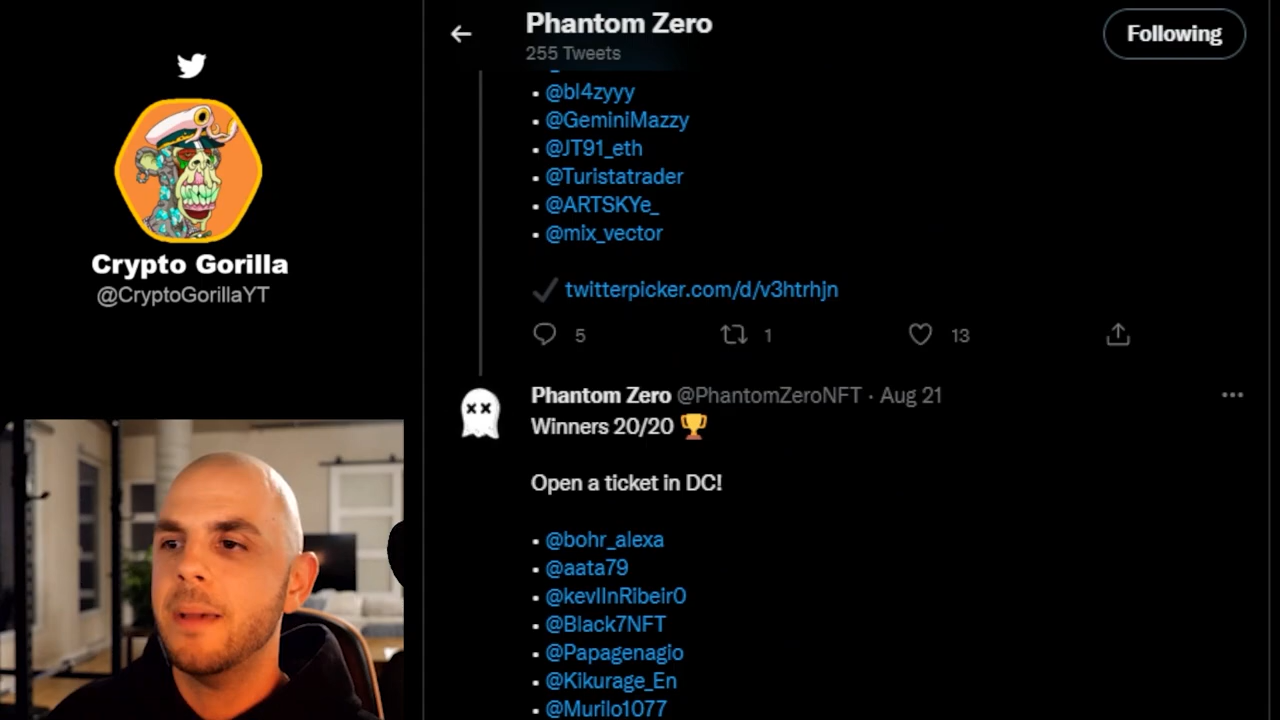 Crypto Gorilla
@CryptoGorillaYT
Phantom Zero
255 Tweets
Following
▪ @bl4zyyy
▪ @GeminiMazzy
▪ @JT91_eth
▪ @Turistatrader
▪ @ARTSKYe_
▪ @mix_vector
✔ twitterpicker.com/d/v3htrhjn
5 1 13
Phantom Zero @PhantomZeroNFT · Aug 21
Winners 20/20 🏆
Open a ticket in DC!
▪ @bohr_alexa
▪ @aata79
▪ @kevIInRibeir0
▪ @Black7NFT
▪ @Papagenagio
▪ @Kikurage_En
▪ @Murilo1077